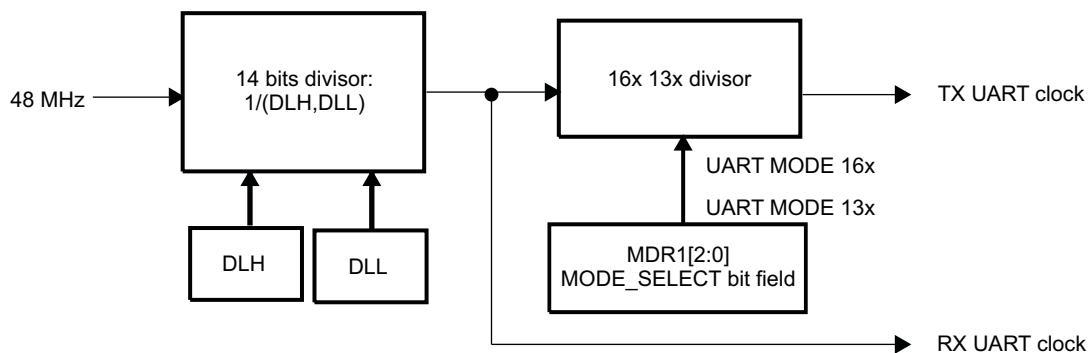 48 MHz
14 bits divisor:
1/(DLH,DLL)
16x 13x divisor
TX UART clock
UART MODE 16x
UART MODE 13x
DLH
DLL
MDR1[2:0]
MODE_SELECT bit field
RX UART clock